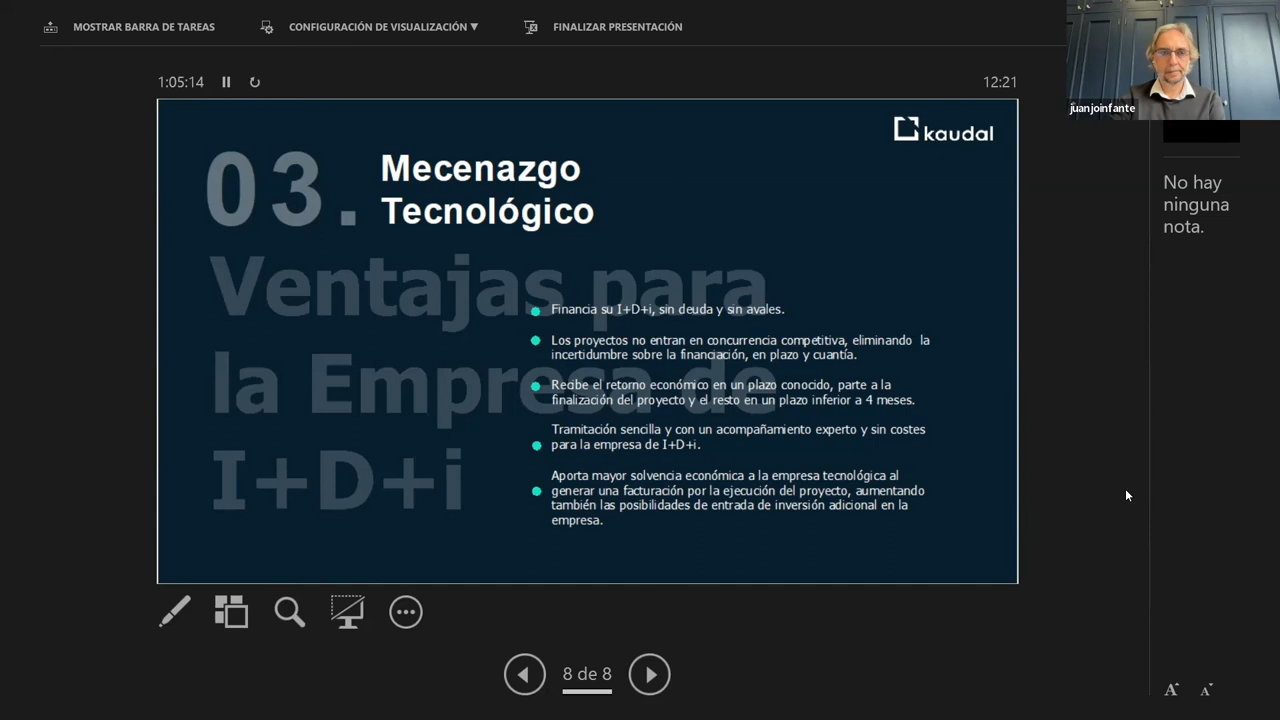 MOSTRAR BARRA DE TAREAS
CONFIGURACIÓN DE VISUALIZACIÓN ▼
FINALIZAR PRESENTACIÓN
juanjoinfante
1:05:14
12:21
kaudal
03.
Mecenazgo
Tecnológico
Ventajas para
la Empresa de
I+D+i
Financia su I+D+i, sin deuda y sin avales.
Los proyectos no entran en concurrencia competitiva, eliminando la
incertidumbre sobre la financiación, en plazo y cuantía.
Recibe el retorno económico en un plazo conocido, parte a la
finalización del proyecto y el resto en un plazo inferior a 4 meses.
Tramitación sencilla y con un acompañamiento experto y sin costes
para la empresa de I+D+i.
Aporta mayor solvencia económica a la empresa tecnológica al
generar una facturación por la ejecución del proyecto, aumentando
también las posibilidades de entrada de inversión adicional en la
empresa.
No hay
ninguna
nota.
8 de 8
A A